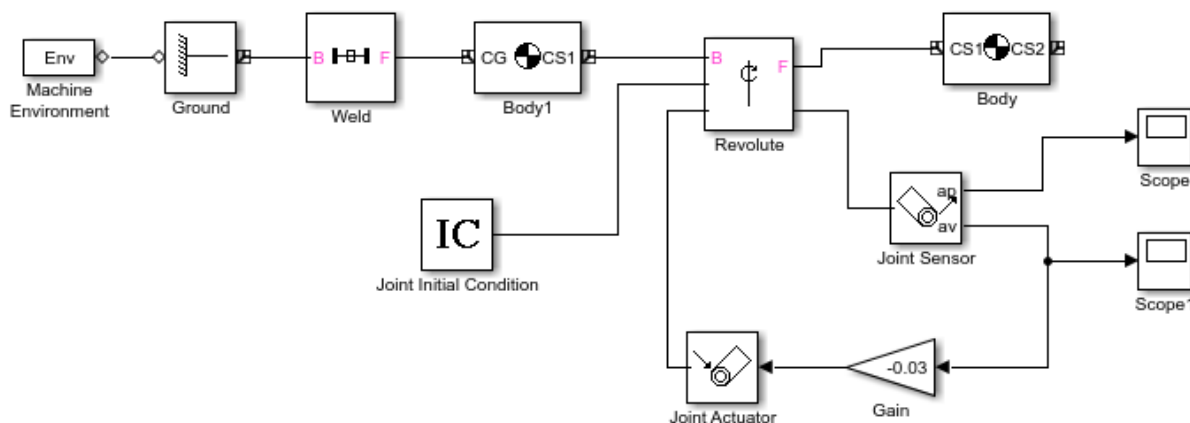 Env
Machine
Environment
Ground
B
F
Weld
CG
CS1
Body1
B
F
Revolute
CS1
CS2
Body
Scope
ap
av
Joint Sensor
IC
Joint Initial Condition
Scope1
Joint Actuator
-0.03
Gain